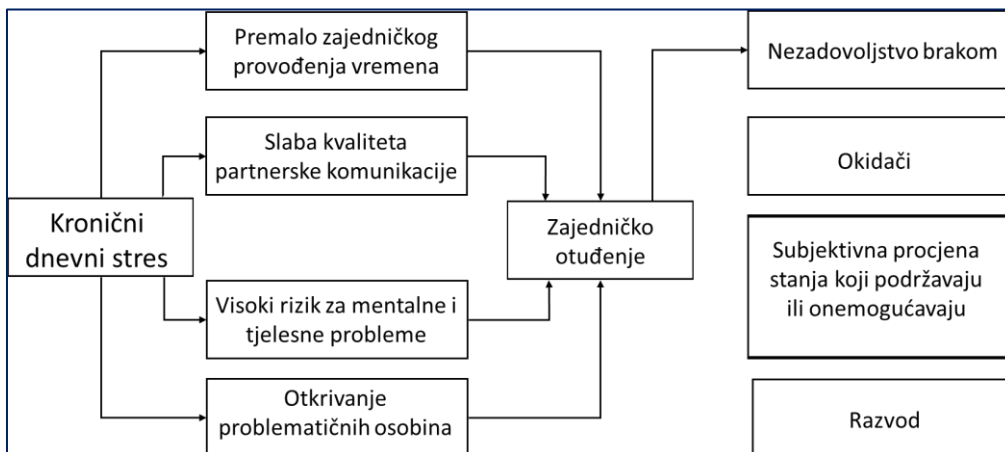 Premalo zajedničkog
provođenja vremena
Slaba kvaliteta
partnerske komunikacije
Kronični
dnevni stres
Visoki rizik za mentalne i
tjelesne probleme
Otkrivanje
problematičnih osobina
Zajedničko
otuđenje
Nezadovoljstvo brakom
Okidači
Subjektivna procjena
stanja koji podržavaju
ili onemogućavaju
Razvod